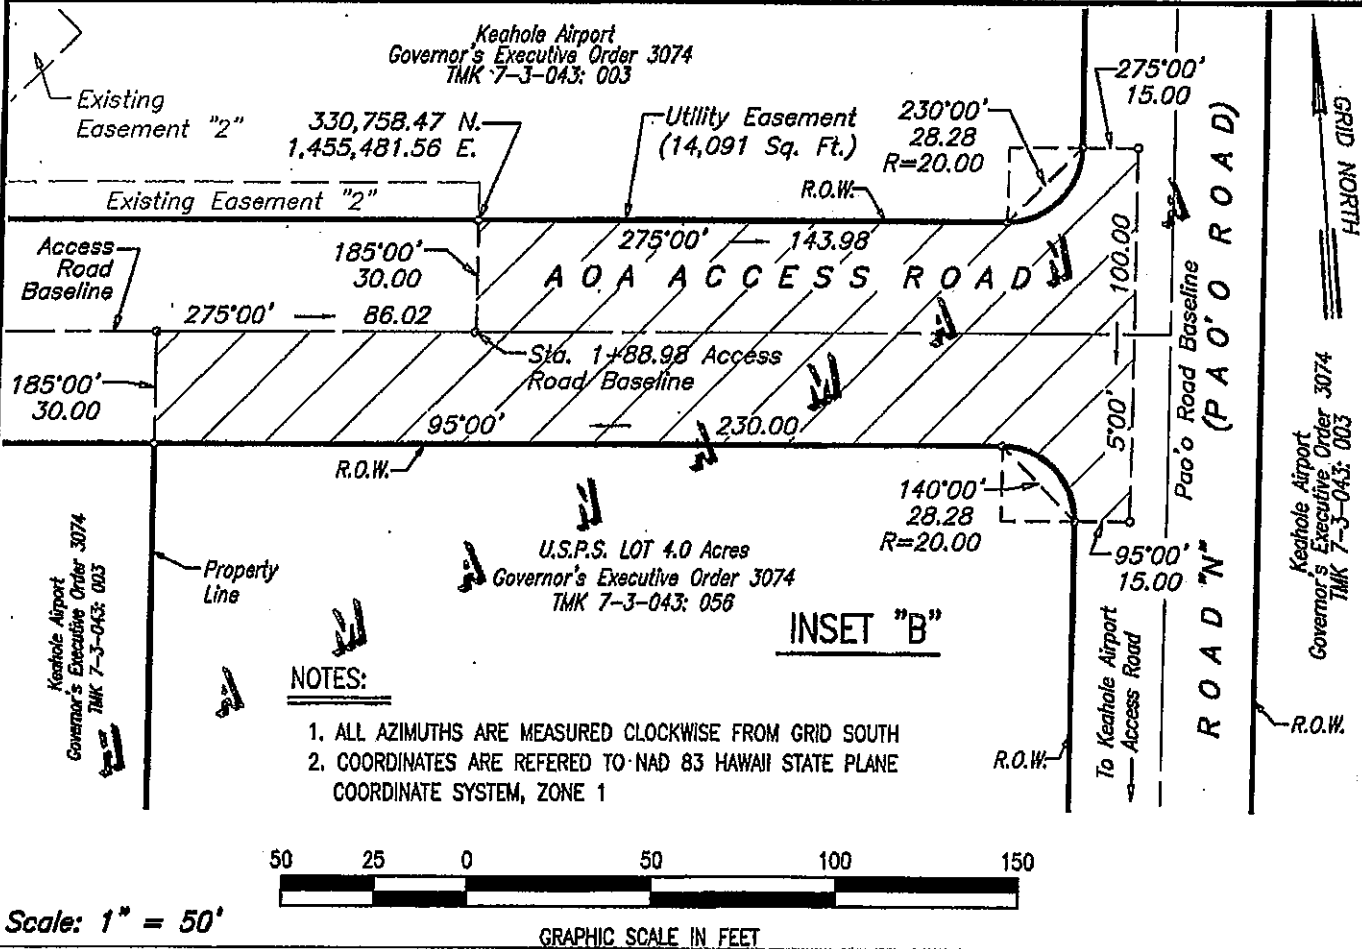 Keahole Airport
Governor's Executive Order 3074
TMK 7-3-043: 003
Existing
Easement "2"
330,758.47 N.
1,455,481.56 E.
Utility Easement
(14,091 Sq. Ft.)
230°00'
28.28
R=20.00
275°00'
15.00
GRID NORTH
Existing Easement "2"
R.O.W.
Access
Road
Baseline
185°00'
30.00
275°00' 143.98
AOA ACCESS ROAD
100.00
5°00'
Pao'o Road Baseline
(PAO'O ROAD)
ROAD "N"
275°00' 86.02
Sta. 1+88.98 Access
Road Baseline
185°00'
30.00
95°00' 230.00
R.O.W.
140°00'
28.28
R=20.00
95°00'
15.00
Keahole Airport
Governor's Executive Order 3074
TMK 7-3-043: 003
Keahole Airport
Governor's Executive Order 3074
TMK 7-3-043: 003
Property
Line
U.S.P.S. LOT 4.0 Acres
Governor's Executive Order 3074
TMK 7-3-043: 056
INSET "B"
To Keahole Airport
Access Road
R.O.W.
R.O.W.
NOTES:
1. ALL AZIMUTHS ARE MEASURED CLOCKWISE FROM GRID SOUTH
2. COORDINATES ARE REFERED TO NAD 83 HAWAII STATE PLANE
COORDINATE SYSTEM, ZONE 1
50 25 0 50 100 150
Scale: 1" = 50'
GRAPHIC SCALE IN FEET